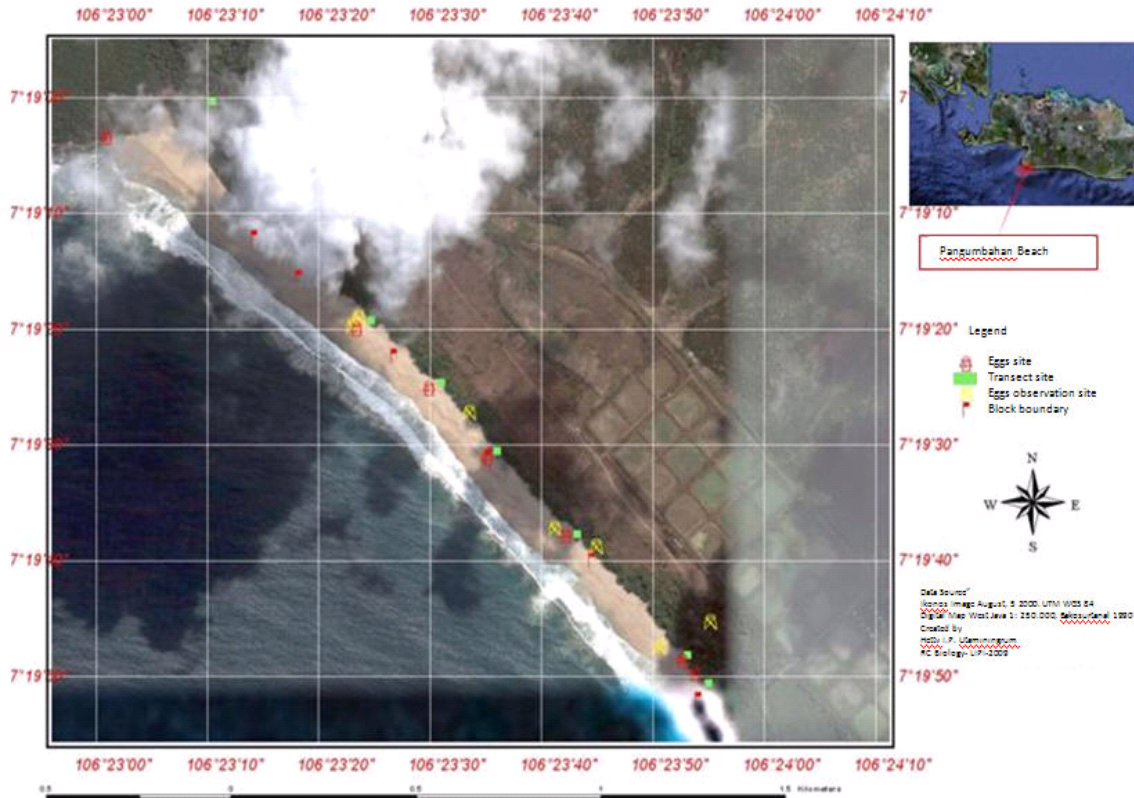 106°23'00" 106°23'10" 106°23'20" 106°23'30" 106°23'40" 106°23'50" 106°24'00" 106°24'10"
7°19'10"
7°19'20"
7°19'30"
7°19'40"
7°19'50"
7°19'10"
Pangumbahan Beach
7°19'20"
Legend
Eggs site
Transect site
Eggs observation site
Block boundary
7°19'30"
N
W E
S
7°19'40"
Data Source
Ikonos Image August, 5 2000. UTM
Digital Map West Java 1: 250.000, Bakosurtanal 1990
Created by
RC Biology- LIPI-2009
7°19'50"
106°23'00" 106°23'10" 106°23'20" 106°23'30" 106°23'40" 106°23'50" 106°24'00" 106°24'10"
0.5 0 0.5 1 1.5 Kilometers